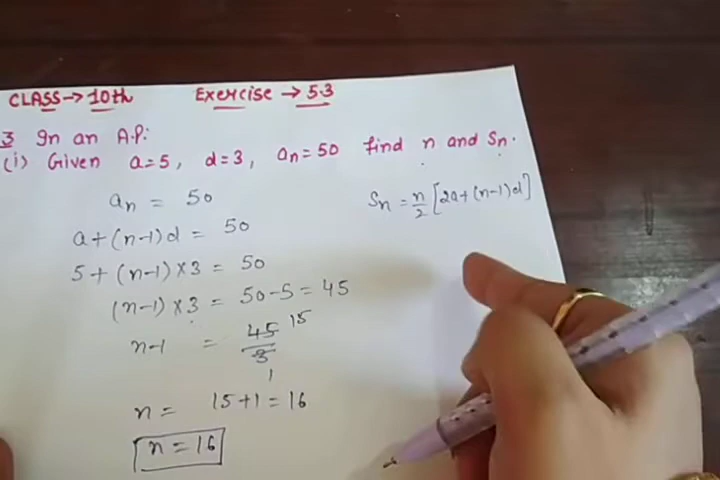 CLASS→10th Exercise →5.3
3 In an A.P:
(i) Given a=5, d=3, an=50 find n and Sn.
an = 50
Sn = n/2 [2a+(n-1)d]
a+(n-1)d = 50
5+(n-1)×3 = 50
(n-1)×3 = 50-5 = 45
n-1 = 45/3 15
1
n = 15+1 = 16
n = 16